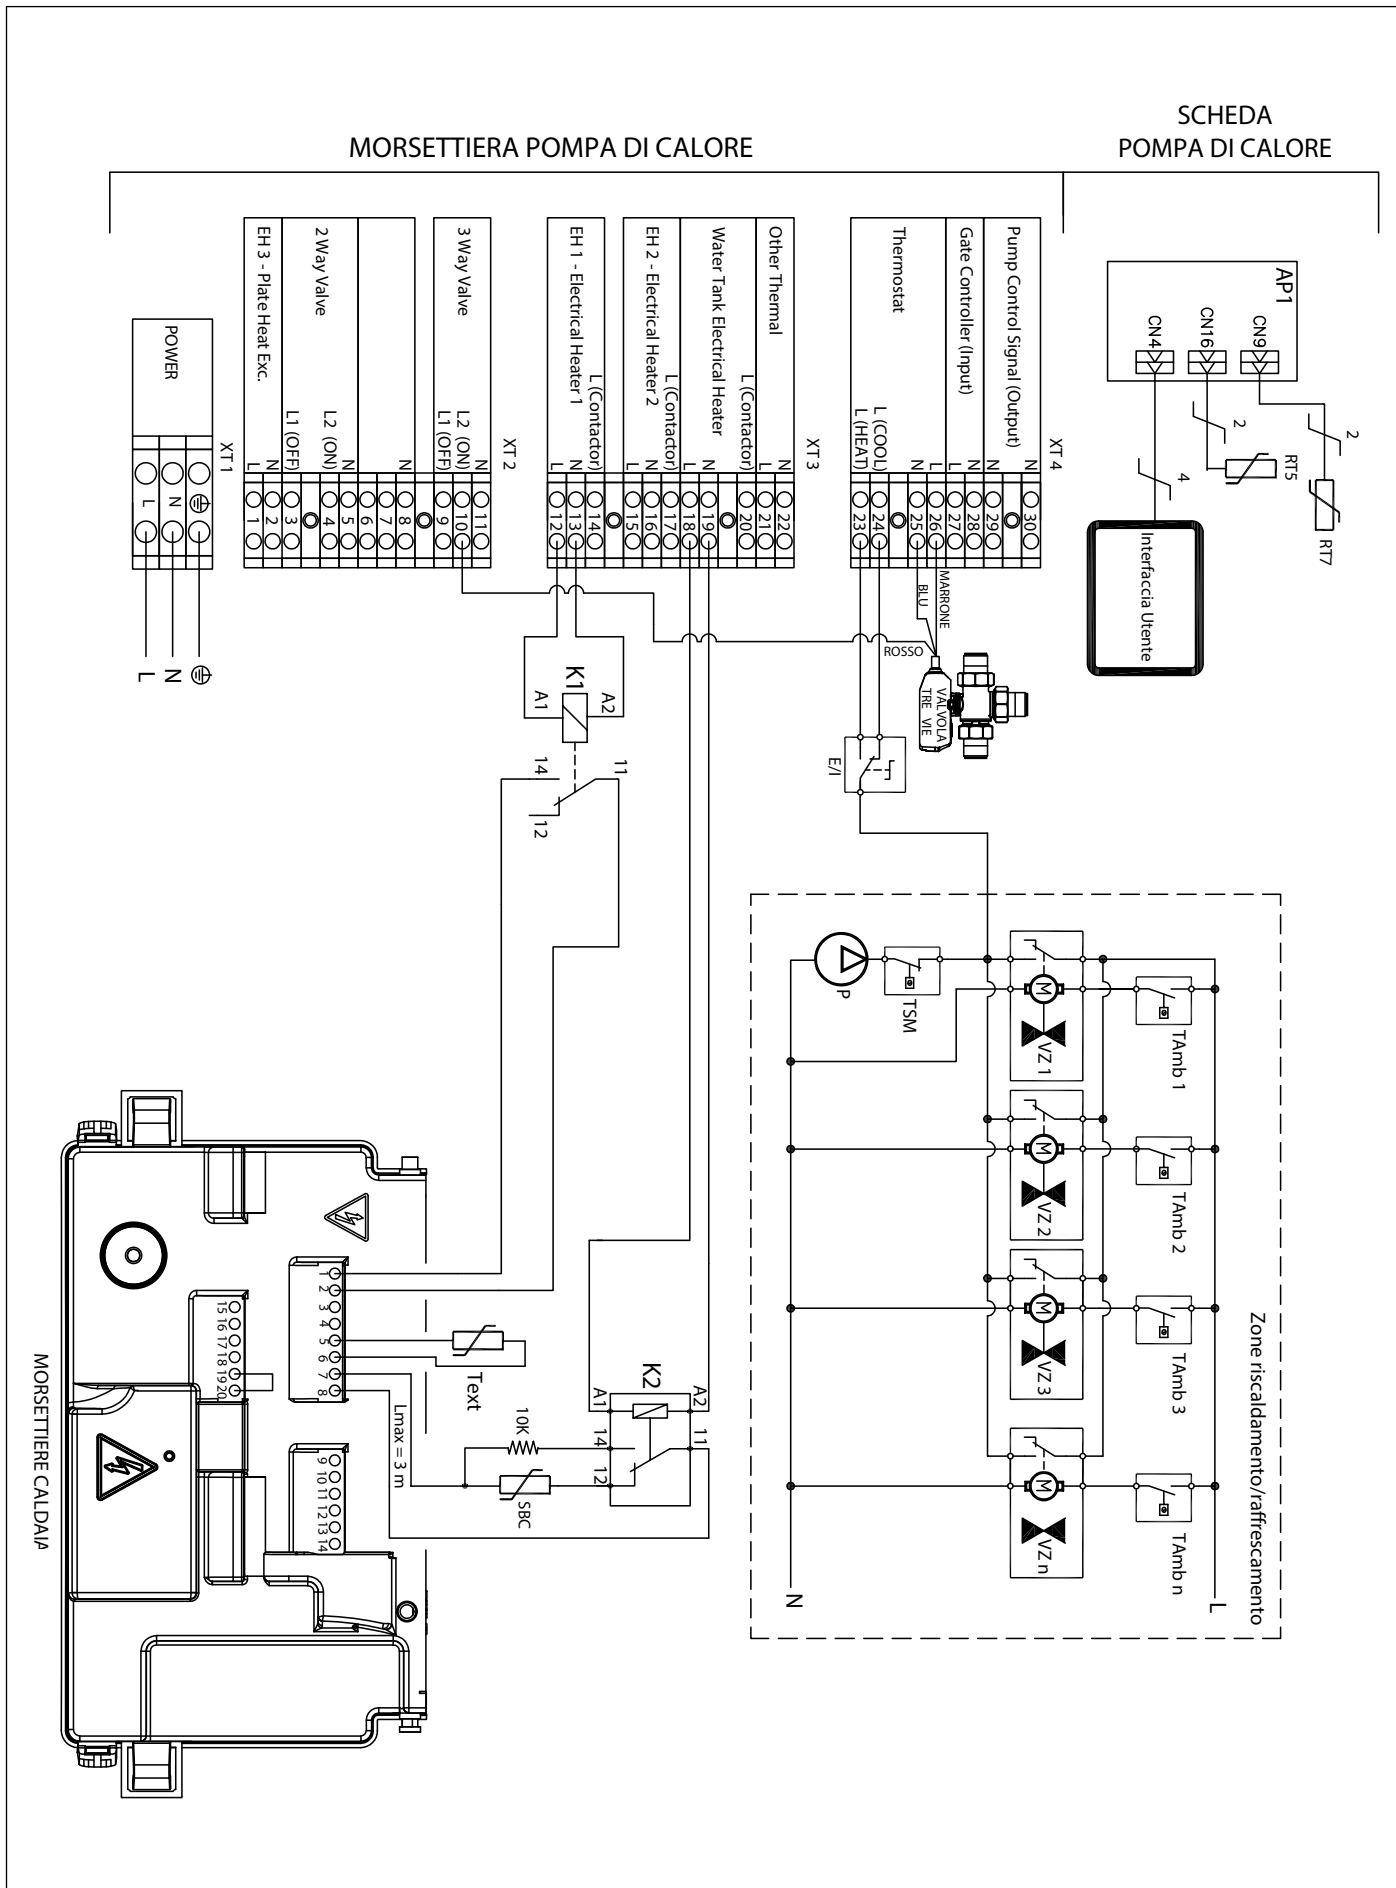 SCHEDA
POMPA DI CALORE
MORSETTIERA POMPA DI CALORE
AP1
CN4
CN16
CN9
2
2
4
RT5
RT7
Interfaccia Utente
POWER
XT1
L
N
L
N
EH 3 - Plate Heat Exc.
2 Way Valve
3 Way Valve
XT 2
L
N
L1 (OFF)
L2 (ON)
N
N
L1 (OFF)
L2 (ON)
N
1
2
3
4
5
6
7
8
9
10
11
EH 1 - Electrical Heater 1
EH 2 - Electrical Heater 2
Water Tank Electrical Heater
Other Thermal
XT 3
L
N
L (Contactor)
L
N
L (Contactor)
L
N
L (Contactor)
L
N
12
13
14
15
16
17
18
19
20
21
22
Thermostat
Gate Controller (Input)
Pump Control Signal (Output)
XT 4
L (HEAT)
L (COOL)
N
L
L
N
N
N
23
24
25
26
27
28
29
30
MARRONE
BLU
ROSSO
VALVOLA
TRE VIE
E/I
K1
A1
A2
14
11
12
Zone riscaldamento/raffrescamento
P
TSM
M
VZ 1
TAmb 1
M
VZ 2
TAmb 2
M
VZ 3
TAmb 3
M
VZ n
TAmb n
N
L
K2
A1
A2
14
11
12
10K
SBC
Text
Lmax = 3 m
1
2
3
4
5
6
7
8
9
10
11
12
13
14
15
16
17
18
19
20
MORSETTIERE CALDAIA